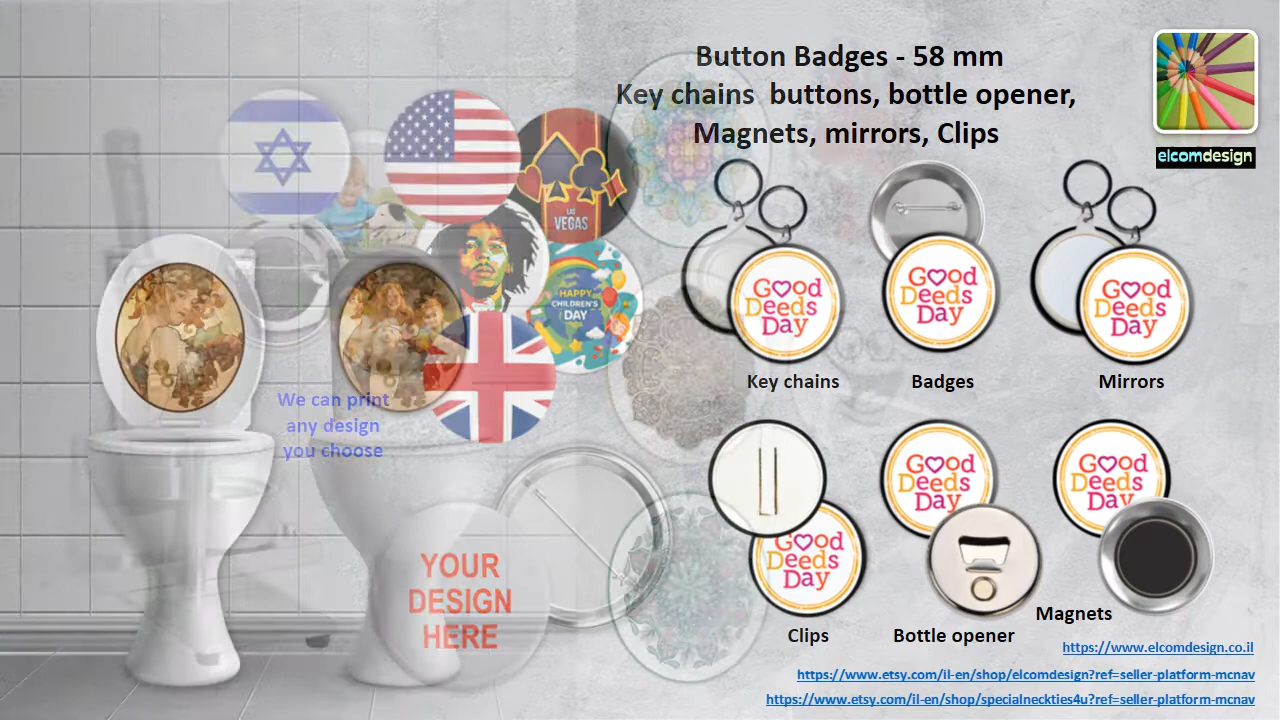 Button Badges - 58 mm
Key chains  buttons, bottle opener,
Magnets, mirrors, Clips
elcomdesign
LAS
VEGAS
HAPPY
CHILDREN'S
DAY
We can print
any design
you choose
YOUR
DESIGN
HERE
Good
Deeds
Day
Key chains
Good
Deeds
Day
Badges
Good
Deeds
Day
Mirrors
Good
Deeds
Day
Clips
Good
Deeds
Day
Bottle opener
Good
Deeds
Day
Magnets
https://www.elcomdesign.co.il
https://www.etsy.com/il-en/shop/elcomdesign?ref=seller-platform-mcnav
https://www.etsy.com/il-en/shop/specialneckties4u?ref=seller-platform-mcnav